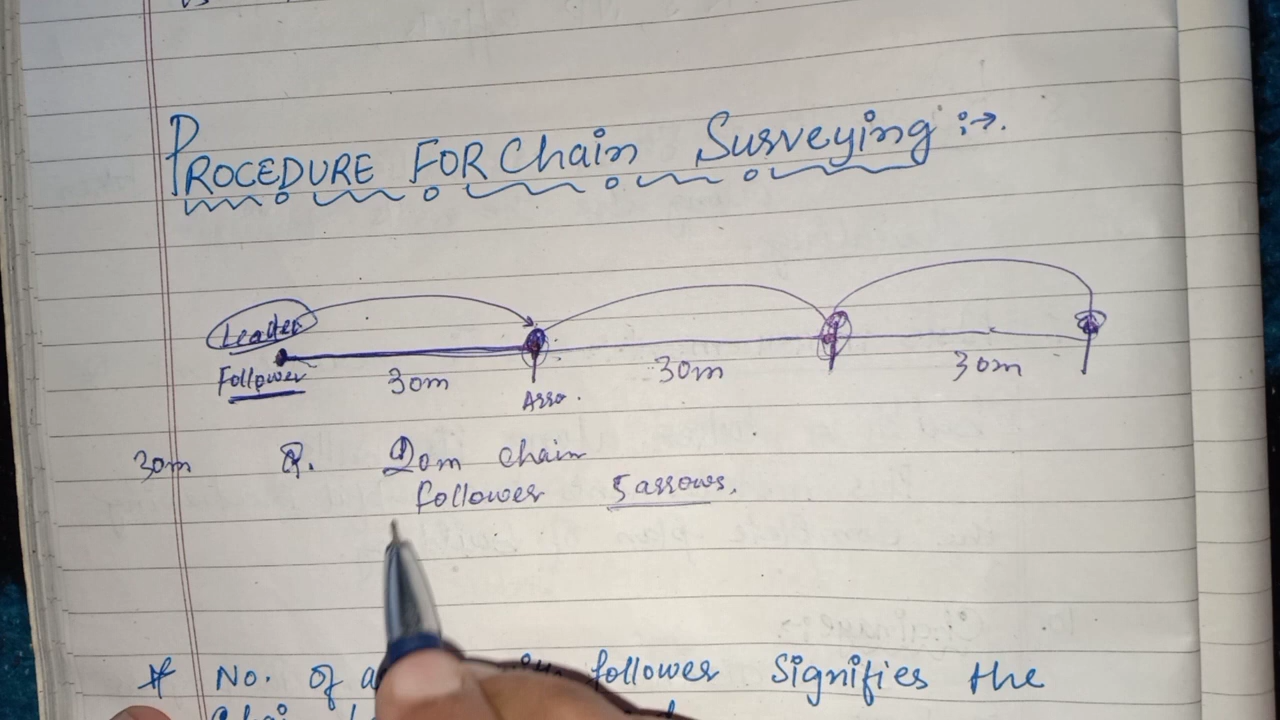 PROCEDURE FOR Chain Surveying :→.
Leader
Follower
30m
Arro.
30m
30m
30m
Q. 20m chain
follower 5 arrows.
* No. of follower Signifies the